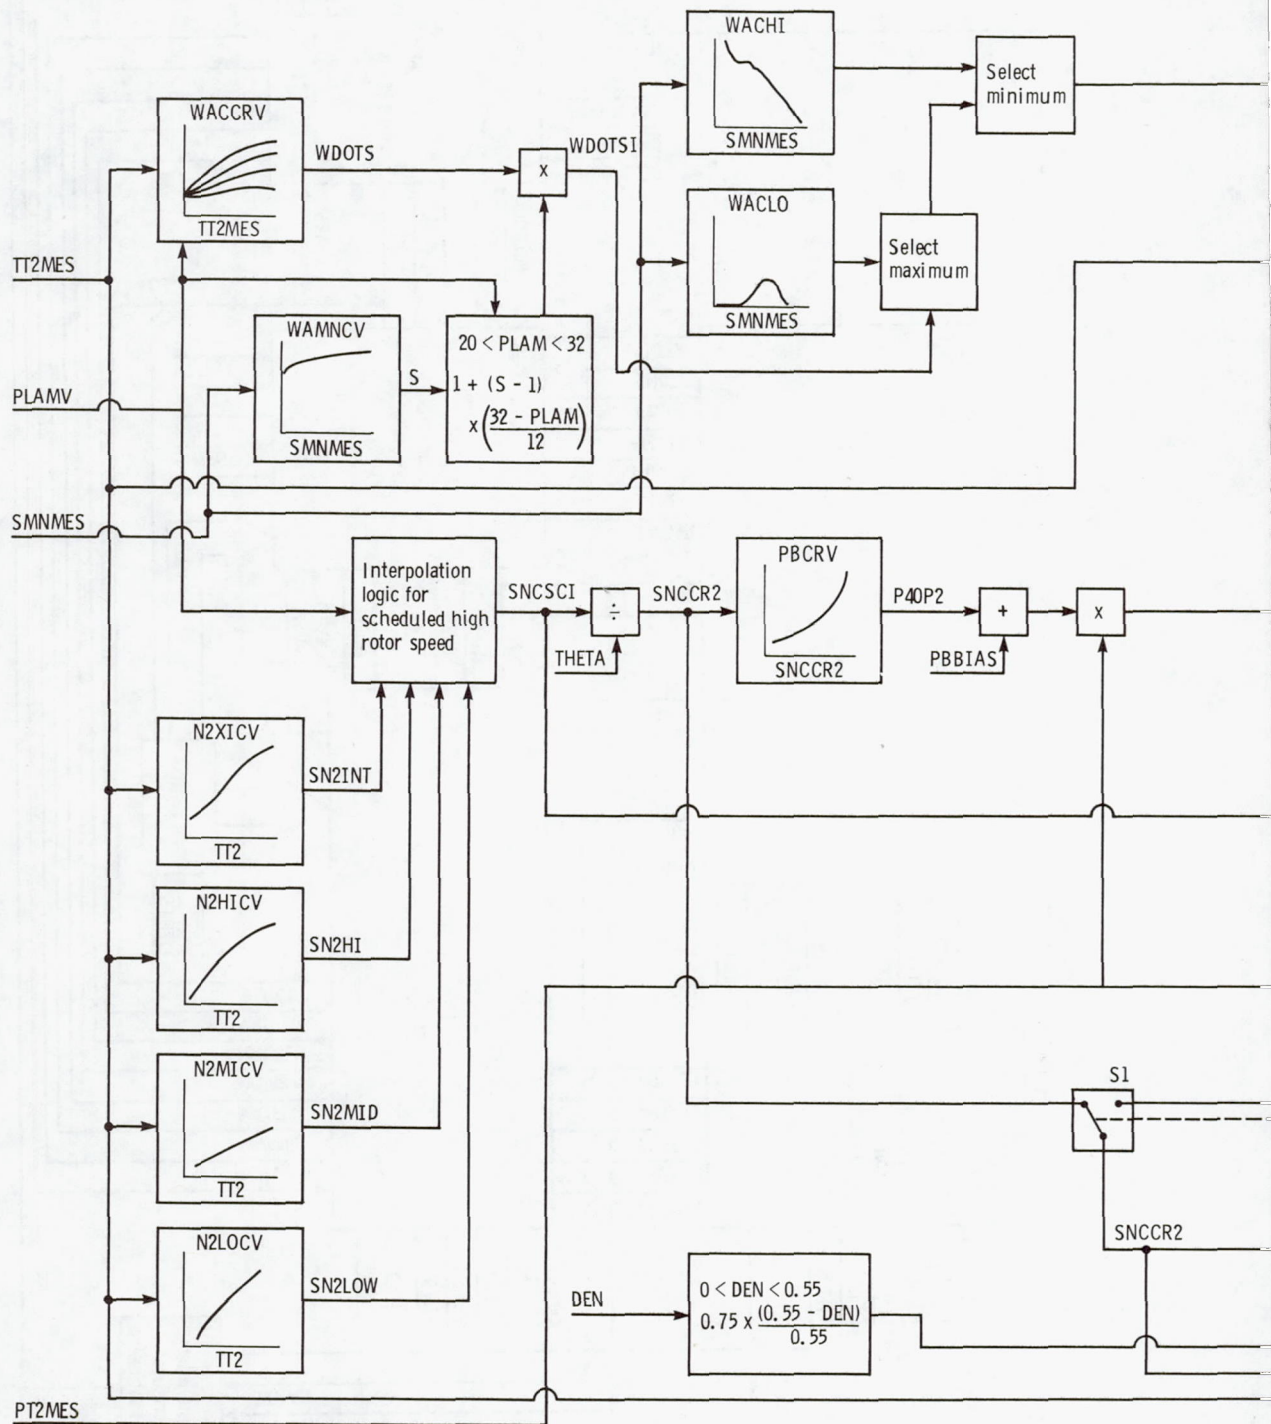 WACHI
SMNMES
Select
minimum
WACCRV
TT2MES
WDOTS
x
WDOTSI
WACLO
SMNMES
Select
maximum
TT2MES
WAMNCV
SMNMES
S
20 < PLAM < 32
1 + (S - 1)
x (32 - PLAM / 12)
PLAMV
SMNMES
Interpolation
logic for
scheduled high
rotor speed
SNCSCI
÷
THETA
SNCCR2
PBCRV
SNCCR2
P4OP2
+
PBBIAS
x
N2XICV
TT2
SN2INT
N2HICV
TT2
SN2HI
N2MICV
TT2
SN2MID
S1
SNCCR2
N2LOCV
TT2
SN2LOW
DEN
0 < DEN < 0.55
0.75 x (0.55 - DEN) / 0.55
PT2MES